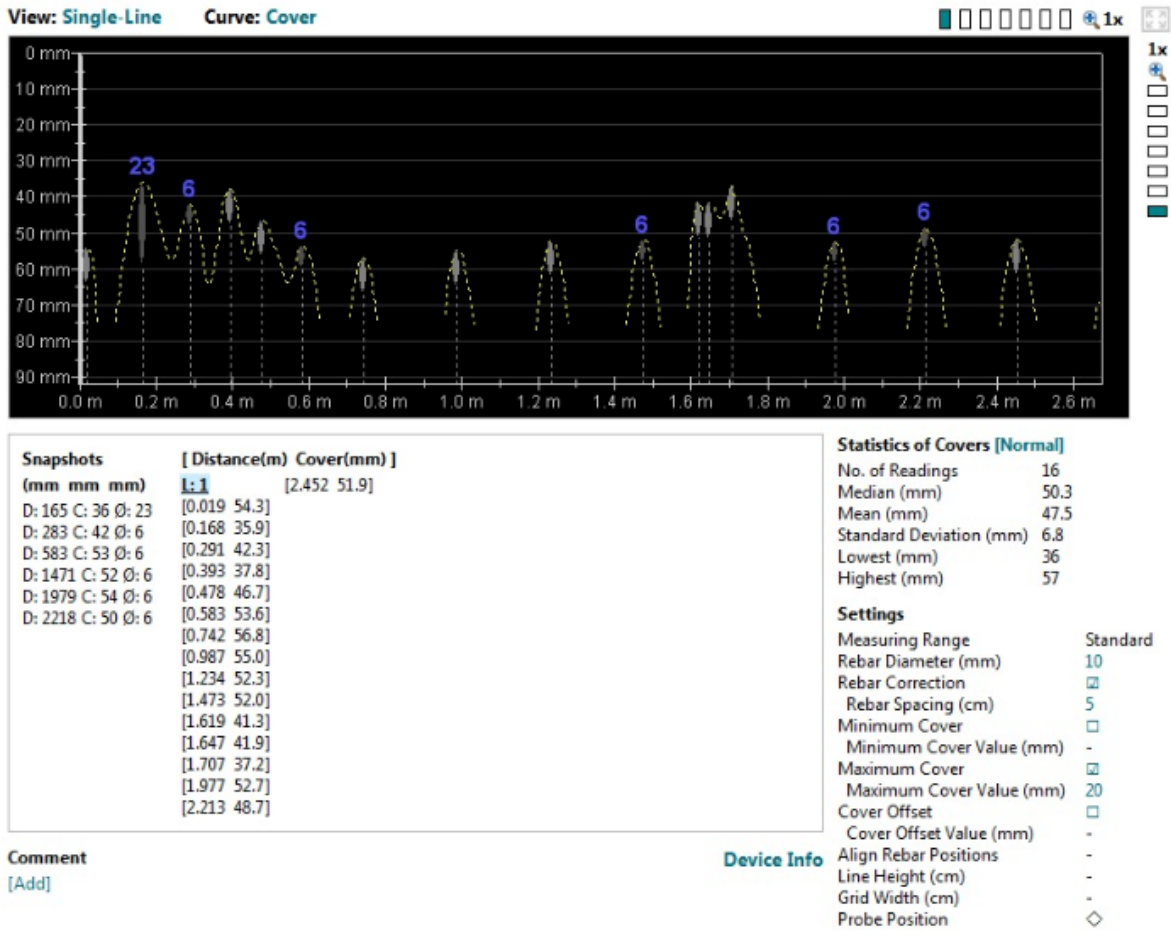 View: Single-Line Curve: Cover
1x
1x
0 mm
10 mm
20 mm
30 mm
40 mm
50 mm
60 mm
70 mm
80 mm
90 mm
23
6
6
6
6
6
0.0 m 0.2 m 0.4 m 0.6 m 0.8 m 1.0 m 1.2 m 1.4 m 1.6 m 1.8 m 2.0 m 2.2 m 2.4 m 2.6 m
Snapshots
(mm mm mm)
D: 165 C: 36 Ø: 23
D: 283 C: 42 Ø: 6
D: 583 C: 53 Ø: 6
D: 1471 C: 52 Ø: 6
D: 1979 C: 54 Ø: 6
D: 2218 C: 50 Ø: 6
[ Distance(m) Cover(mm) ]
L: 1 [2.452 51.9]
[0.019 54.3]
[0.168 35.9]
[0.291 42.3]
[0.393 37.8]
[0.478 46.7]
[0.583 53.6]
[0.742 56.8]
[0.987 55.0]
[1.234 52.3]
[1.473 52.0]
[1.619 41.3]
[1.647 41.9]
[1.707 37.2]
[1.977 52.7]
[2.213 48.7]
Statistics of Covers [Normal]
No. of Readings 16
Median (mm) 50.3
Mean (mm) 47.5
Standard Deviation (mm) 6.8
Lowest (mm) 36
Highest (mm) 57
Settings
Measuring Range Standard
Rebar Diameter (mm) 10
Rebar Correction ☑
Rebar Spacing (cm) 5
Minimum Cover ☐
Minimum Cover Value (mm) -
Maximum Cover ☑
Maximum Cover Value (mm) 20
Cover Offset ☐
Cover Offset Value (mm) -
Align Rebar Positions -
Line Height (cm) -
Grid Width (cm) -
Probe Position ◇
Comment
[Add]
Device Info